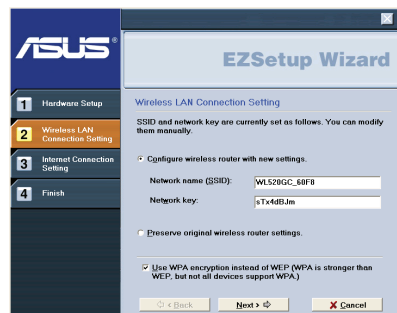 ASUS®
EZSetup Wizard
1 Hardware Setup
2 Wireless LAN
Connection Setting
3 Internet Connection
Setting
4 Finish
Wireless LAN Connection Setting
SSID and network key are currently set as follows. You can modify
them manually.
Configure wireless router with new settings.
Network name (SSID): WL520GC_60F8
Network key: sTx4dBJm
Preserve original wireless router settings.
Use WPA encryption instead of WEP (WPA is stronger than
WEP, but not all devices support WPA.)
< Back Next > Cancel